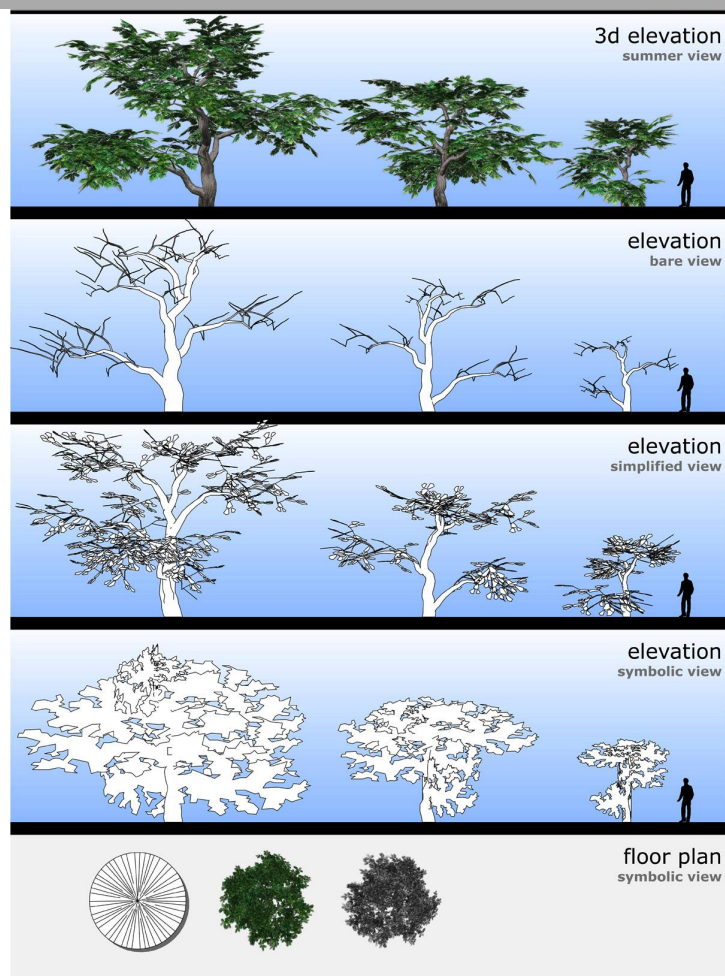 3d elevation
summer view
elevation
bare view
elevation
simplified view
elevation
symbolic view
floor plan
symbolic view